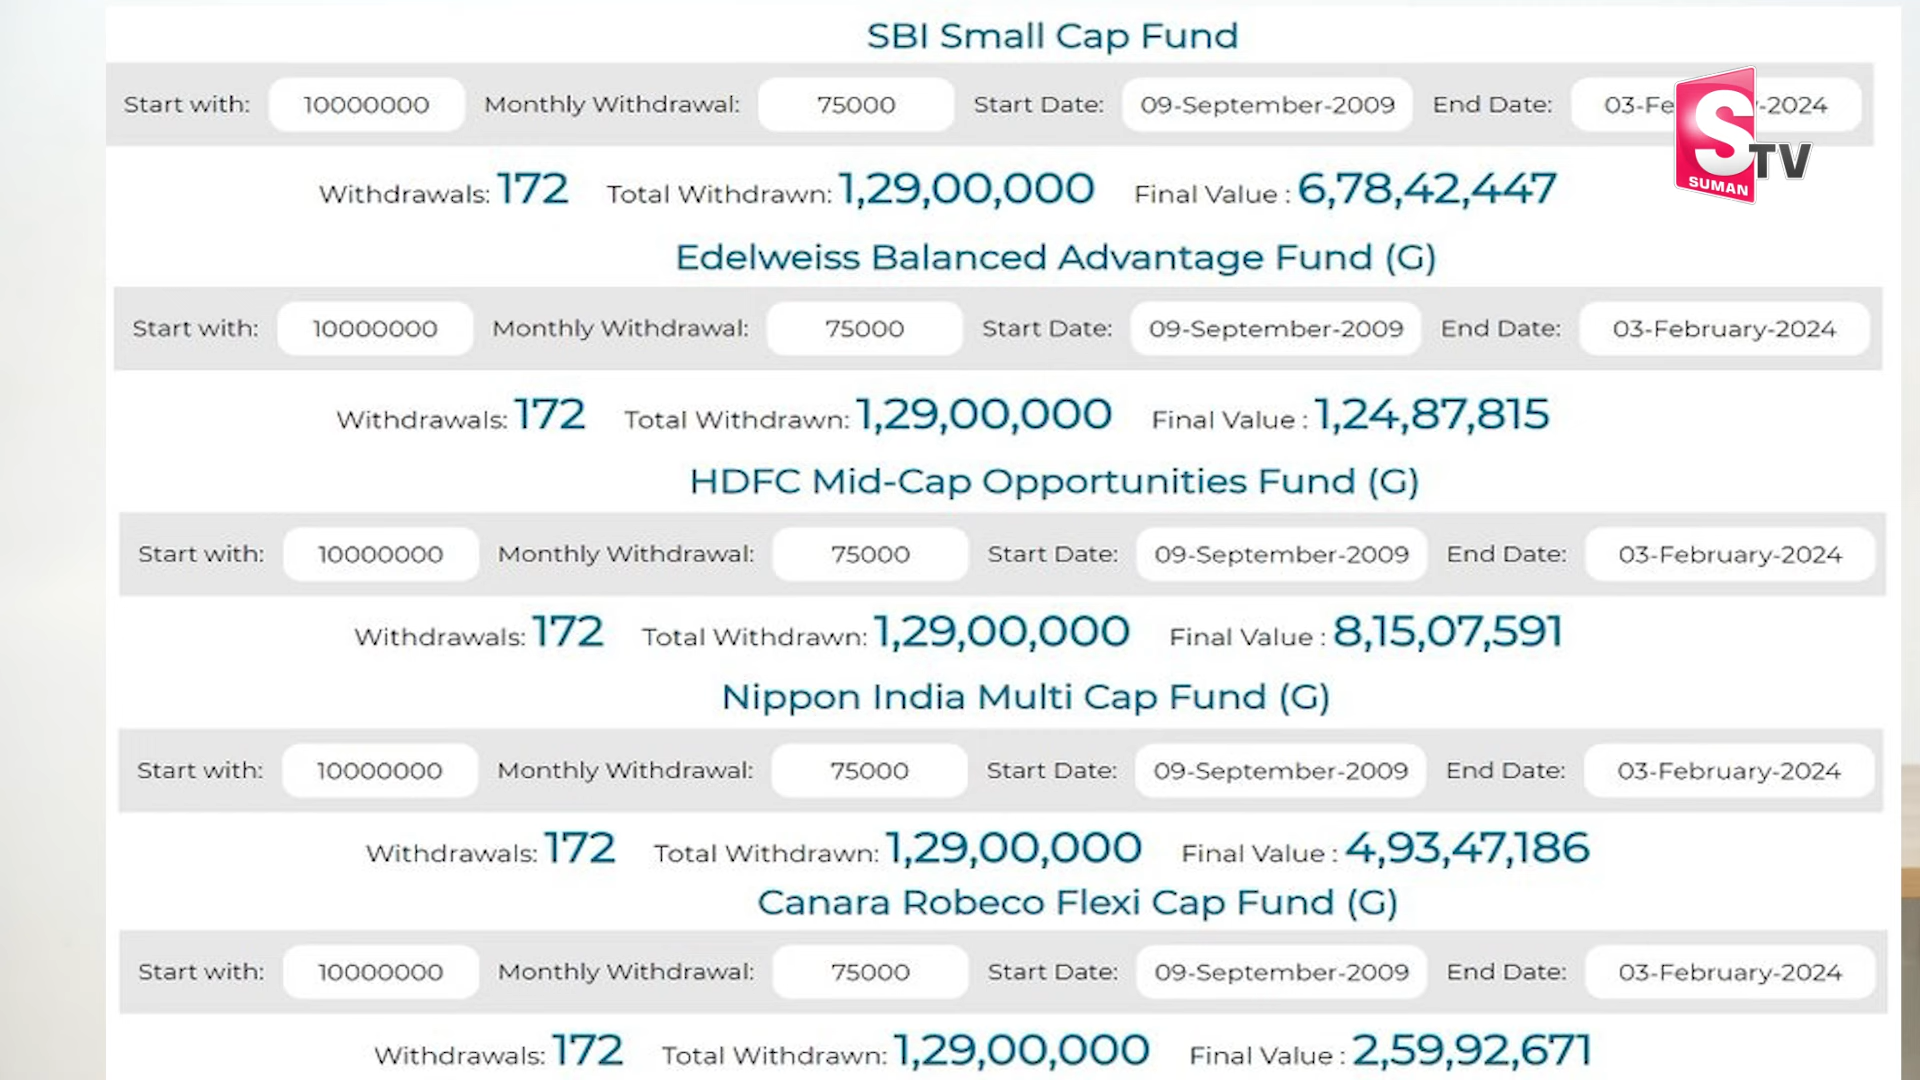 SBI Small Cap Fund
Start with: 10000000 Monthly Withdrawal: 75000 Start Date: 09-September-2009 End Date: 03-Fe -2024
S TV
SUMAN
Withdrawals: 172 Total Withdrawn: 1,29,00,000 Final Value : 6,78,42,447
Edelweiss Balanced Advantage Fund (G)
Start with: 10000000 Monthly Withdrawal: 75000 Start Date: 09-September-2009 End Date: 03-February-2024
Withdrawals: 172 Total Withdrawn: 1,29,00,000 Final Value : 1,24,87,815
HDFC Mid-Cap Opportunities Fund (G)
Start with: 10000000 Monthly Withdrawal: 75000 Start Date: 09-September-2009 End Date: 03-February-2024
Withdrawals: 172 Total Withdrawn: 1,29,00,000 Final Value : 8,15,07,591
Nippon India Multi Cap Fund (G)
Start with: 10000000 Monthly Withdrawal: 75000 Start Date: 09-September-2009 End Date: 03-February-2024
Withdrawals: 172 Total Withdrawn: 1,29,00,000 Final Value : 4,93,47,186
Canara Robeco Flexi Cap Fund (G)
Start with: 10000000 Monthly Withdrawal: 75000 Start Date: 09-September-2009 End Date: 03-February-2024
Withdrawals: 172 Total Withdrawn: 1,29,00,000 Final Value : 2,59,92,671